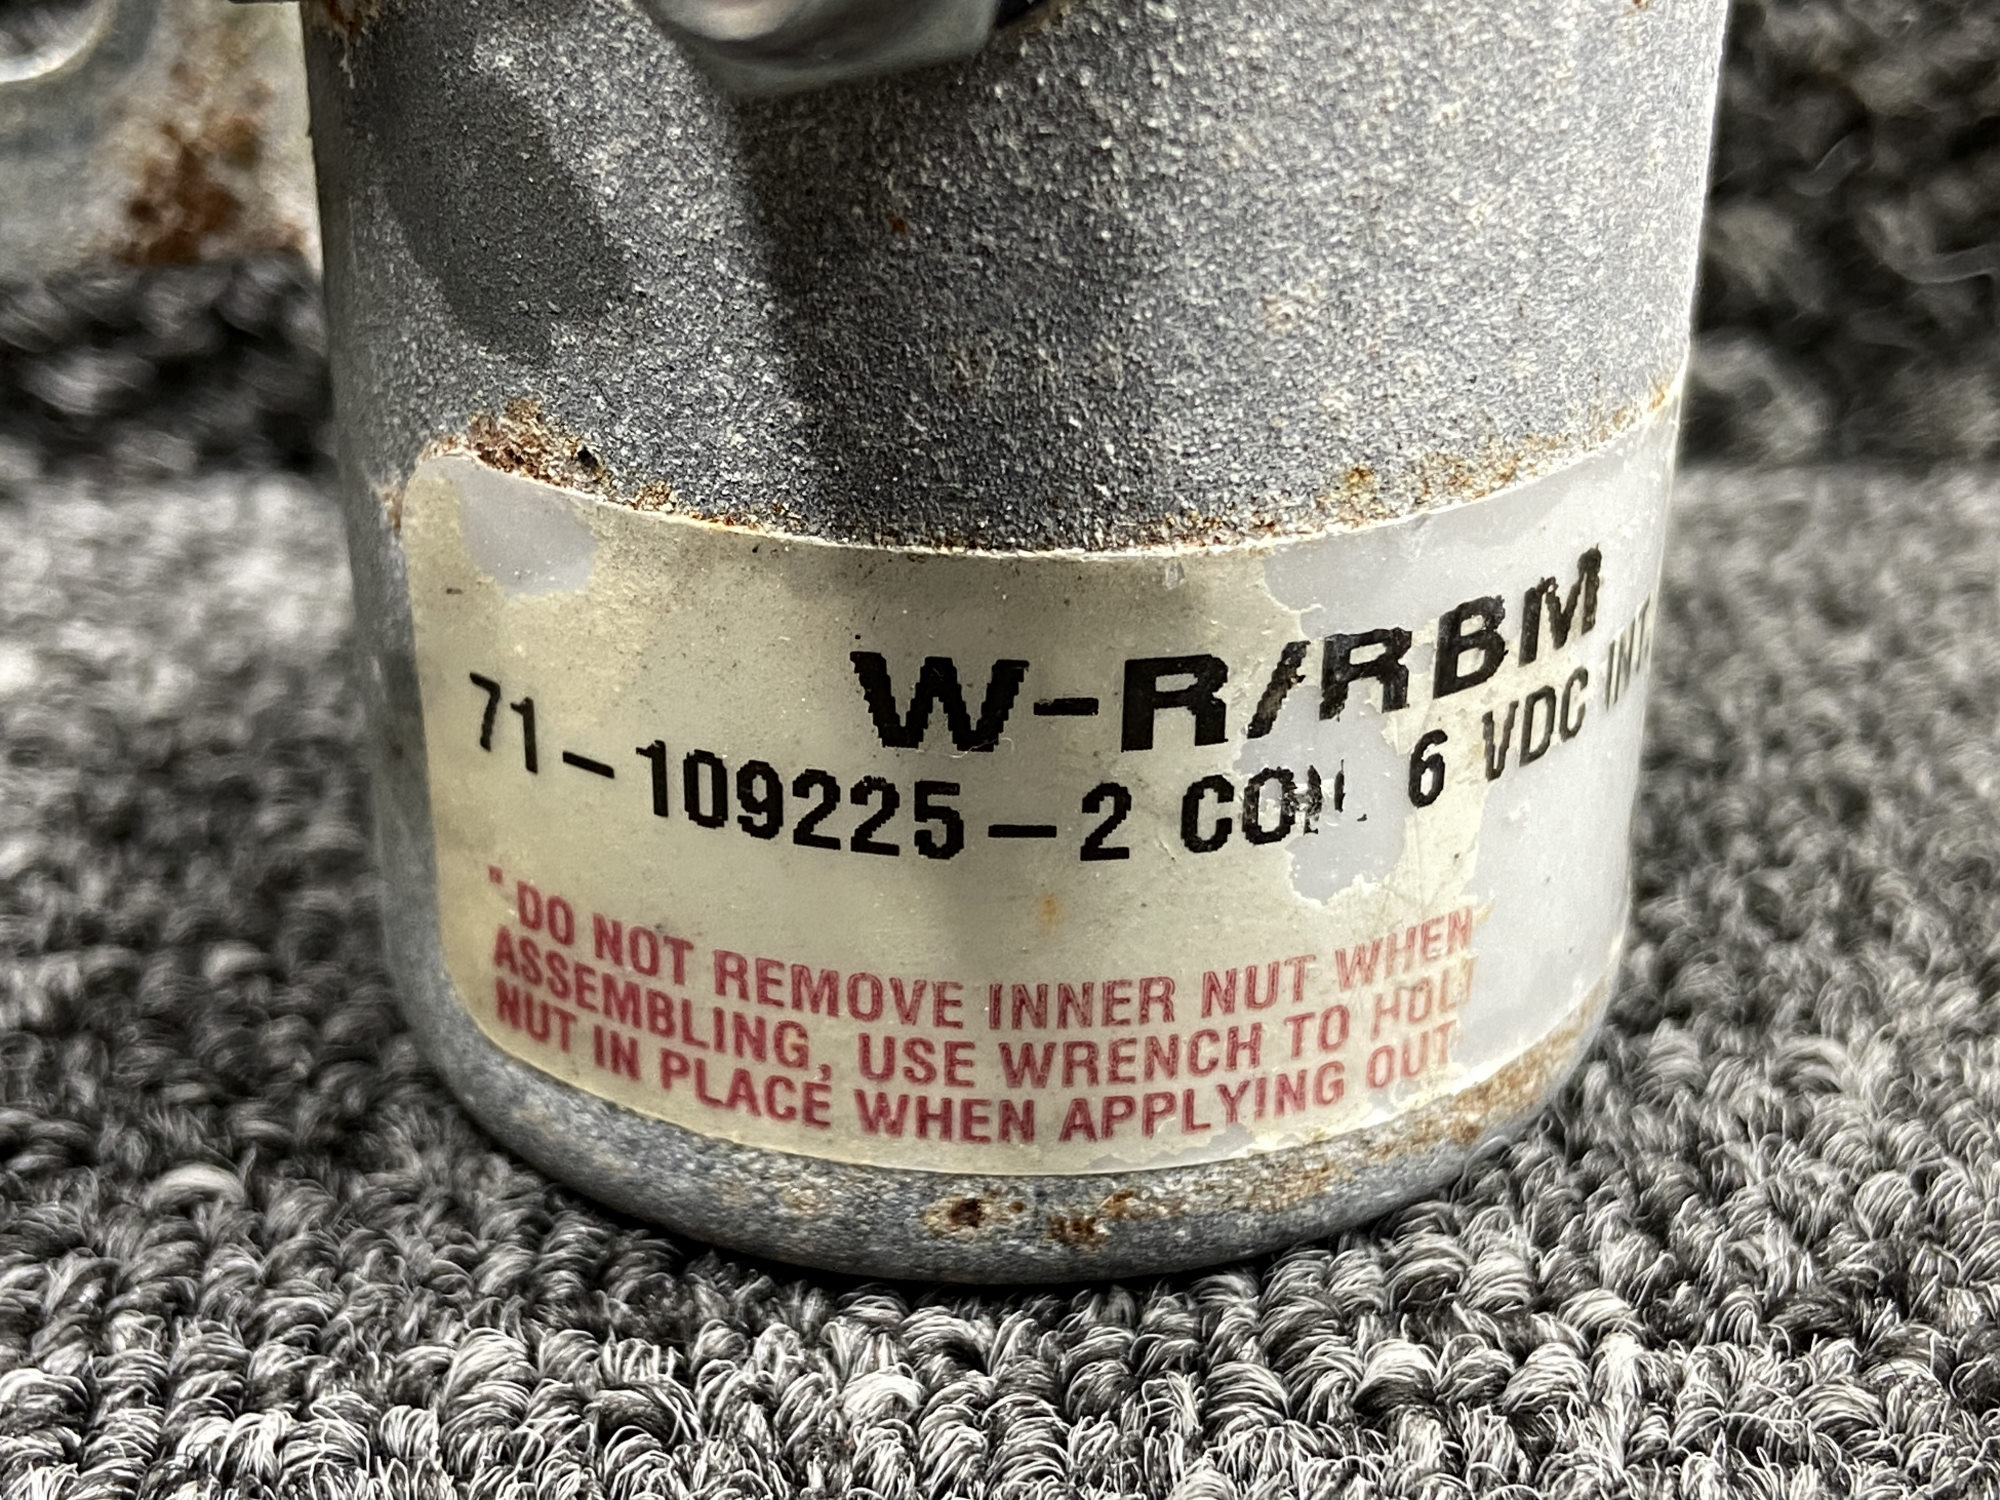 W-R/RBM
71-109225-2 6 VDC
"DO NOT REMOVE INNER NUT WHEN
ASSEMBLING, USE WRENCH TO
NUT IN PLACE WHEN APPLYING